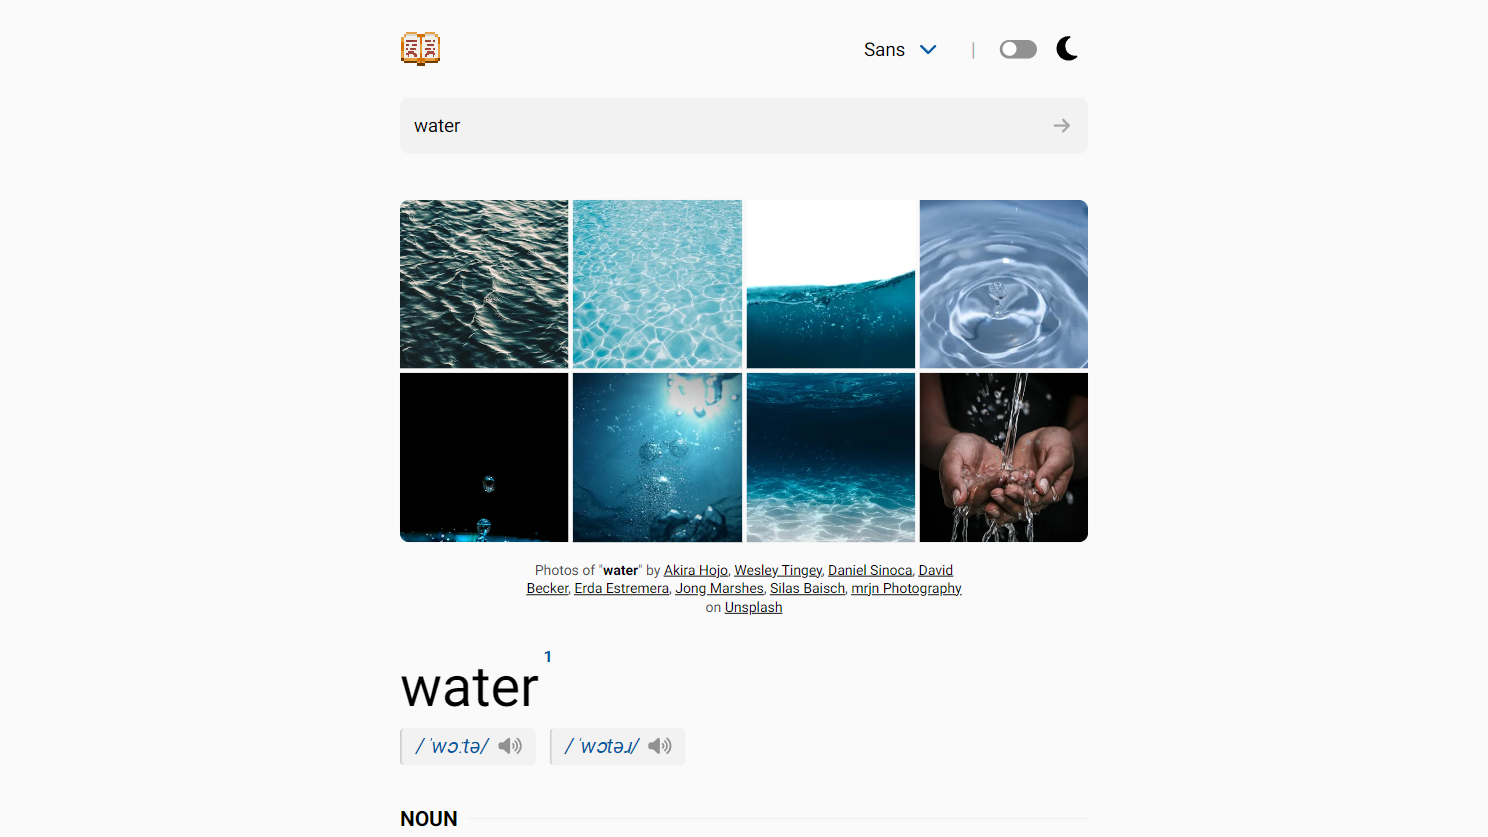 Sans
|
water
Photos of "water" by Akira Hojo, Wesley Tingey, Daniel Sinoca, David
Becker, Erda Estremera, Jong Marshes, Silas Baisch, mrjn Photography
on Unsplash
water 1
/ˈwɔːtə/ /ˈwɔtəɹ/
NOUN